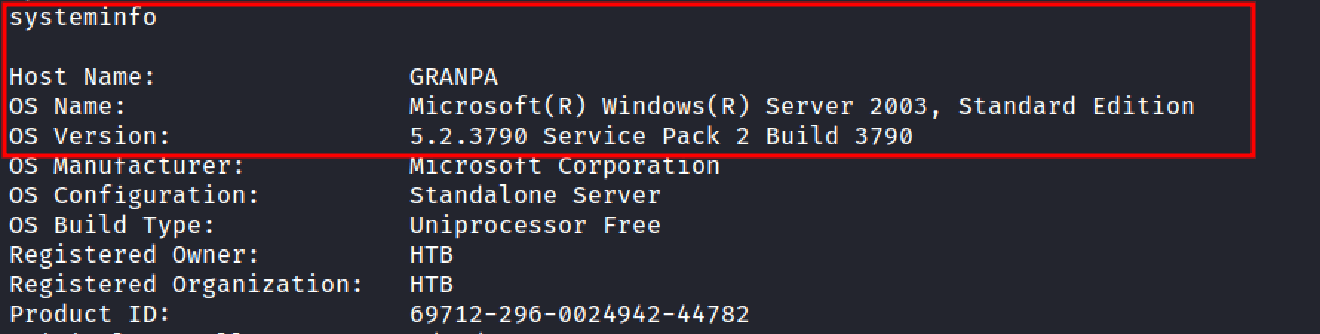 systeminfo
Host Name: GRANPA
OS Name: Microsoft(R) Windows(R) Server 2003, Standard Edition
OS Version: 5.2.3790 Service Pack 2 Build 3790
OS Manufacturer: Microsoft Corporation
OS Configuration: Standalone Server
OS Build Type: Uniprocessor Free
Registered Owner: HTB
Registered Organization: HTB
Product ID: 69712-296-0024942-44782